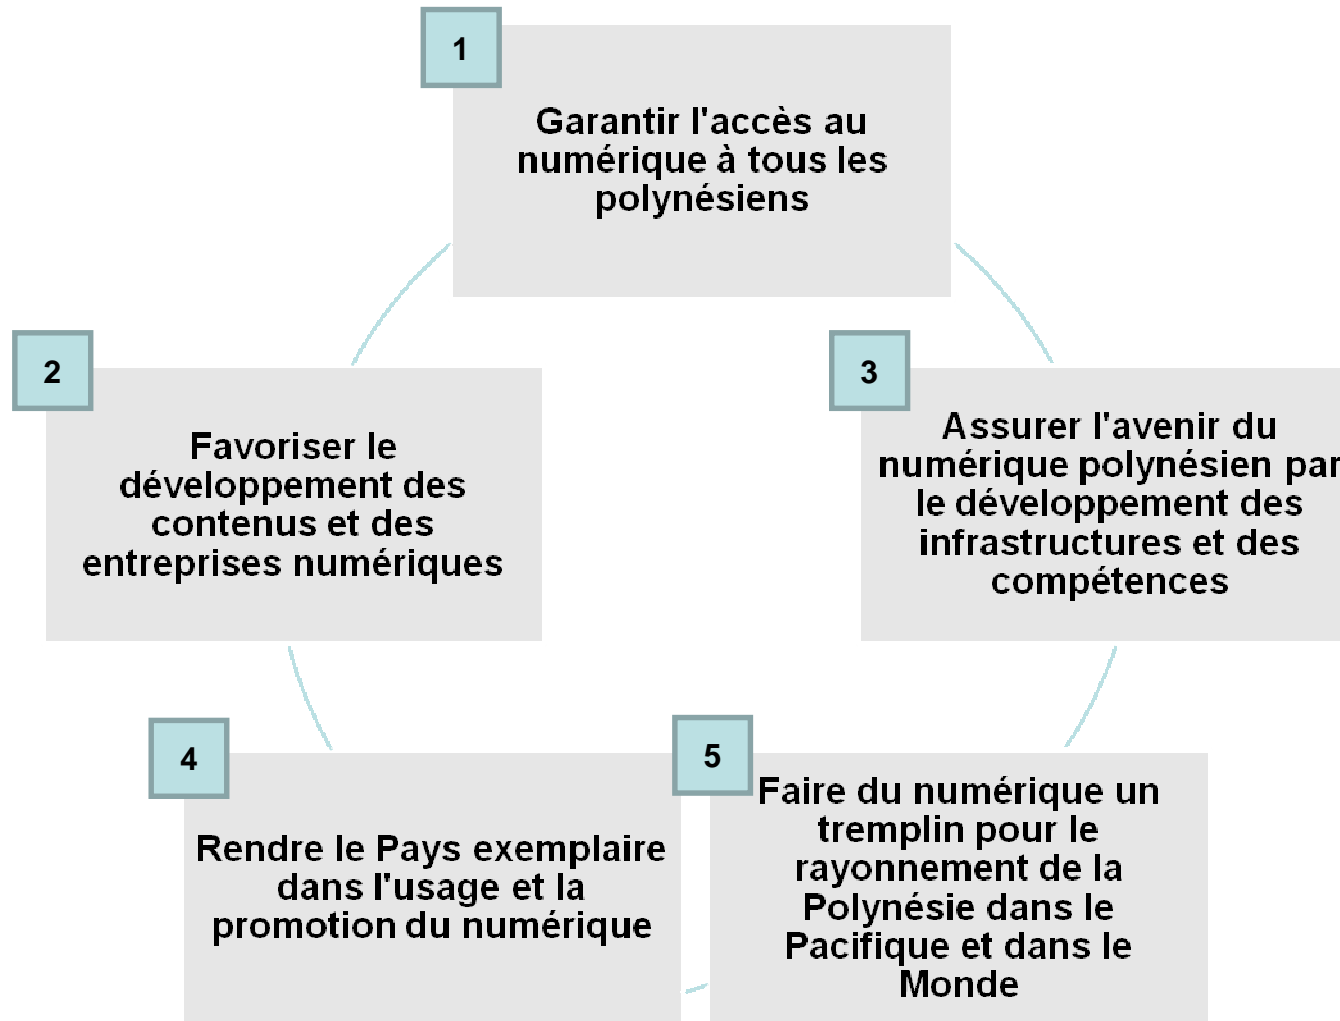 1
Garantir l'accès au
numérique à tous les
polynésiens
2
Favoriser le
développement des
contenus et des
entreprises numériques
3
Assurer l'avenir du
numérique polynésien par
le développement des
infrastructures et des
compétences
4
Rendre le Pays exemplaire
dans l'usage et la
promotion du numérique
5
Faire du numérique un
tremplin pour le
rayonnement de la
Polynésie dans le
Pacifique et dans le
Monde